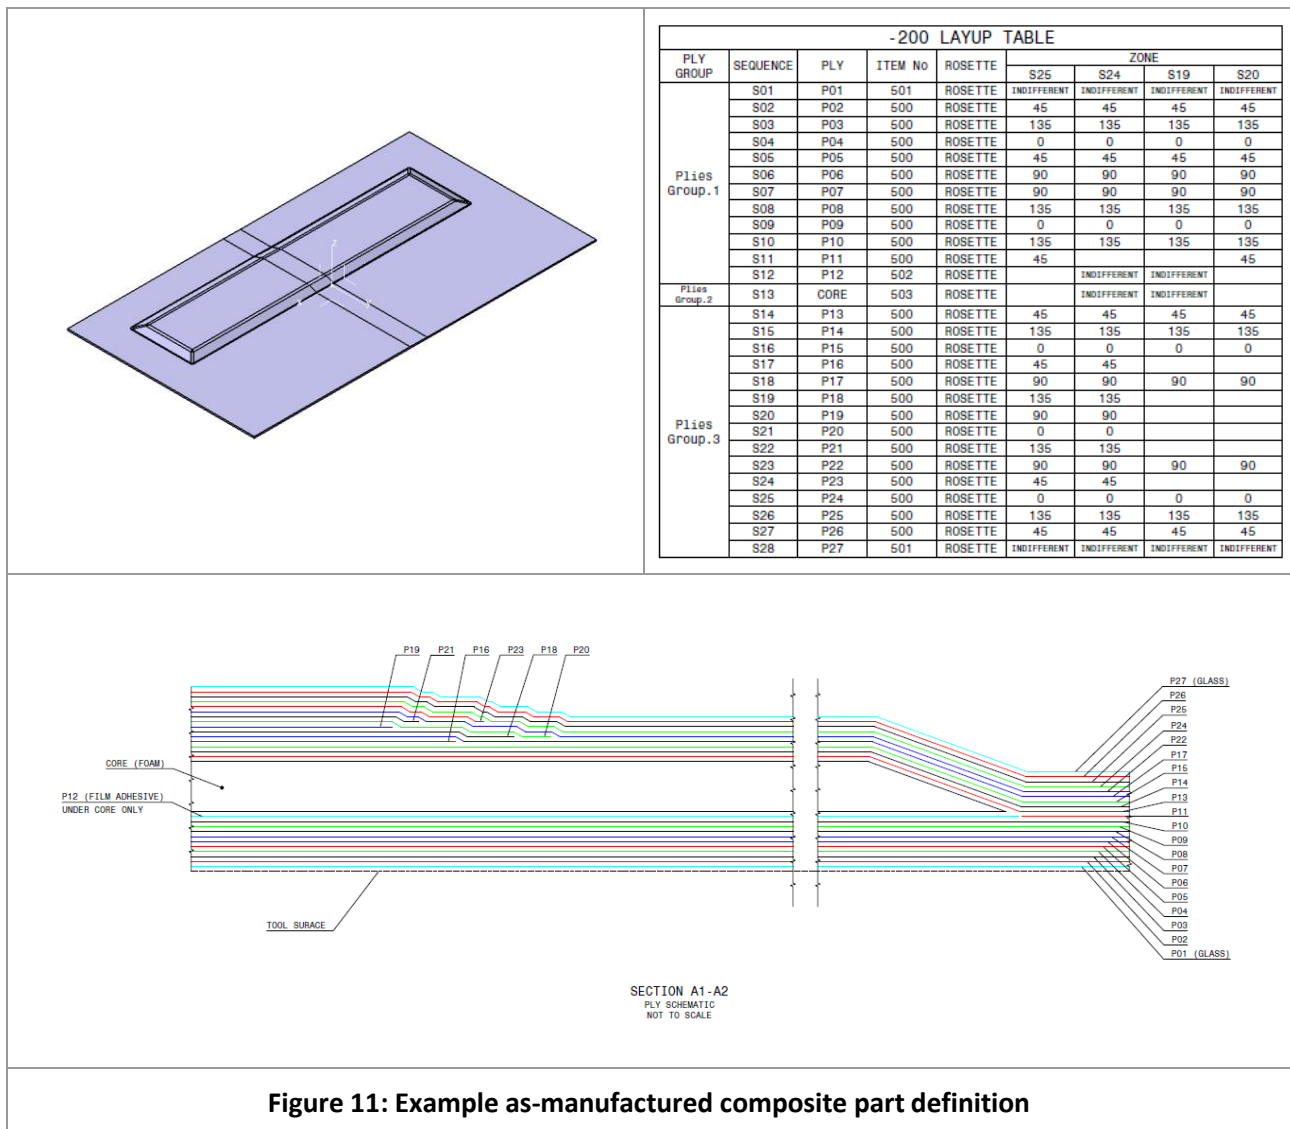 -200 LAYUP TABLE
PLY GROUP SEQUENCE PLY ITEM No ROSETTE ZONE
S25 S24 S19 S20
Plies Group.1
S01 P01 501 ROSETTE INDIFFERENT INDIFFERENT INDIFFERENT INDIFFERENT
S02 P02 500 ROSETTE 45 45 45 45
S03 P03 500 ROSETTE 135 135 135 135
S04 P04 500 ROSETTE 0 0 0 0
S05 P05 500 ROSETTE 45 45 45 45
S06 P06 500 ROSETTE 90 90 90 90
S07 P07 500 ROSETTE 90 90 90 90
S08 P08 500 ROSETTE 135 135 135 135
S09 P09 500 ROSETTE 0 0 0 0
S10 P10 500 ROSETTE 135 135 135 135
S11 P11 500 ROSETTE 45 45
S12 P12 502 ROSETTE INDIFFERENT INDIFFERENT
Plies Group.2
S13 CORE 503 ROSETTE INDIFFERENT INDIFFERENT
Plies Group.3
S14 P13 500 ROSETTE 45 45 45 45
S15 P14 500 ROSETTE 135 135 135 135
S16 P15 500 ROSETTE 0 0 0 0
S17 P16 500 ROSETTE 45 45
S18 P17 500 ROSETTE 90 90 90 90
S19 P18 500 ROSETTE 135 135
S20 P19 500 ROSETTE 90 90
S21 P20 500 ROSETTE 0 0
S22 P21 500 ROSETTE 135 135
S23 P22 500 ROSETTE 90 90 90 90
S24 P23 500 ROSETTE 45 45
S25 P24 500 ROSETTE 0 0 0 0
S26 P25 500 ROSETTE 135 135 135 135
S27 P26 500 ROSETTE 45 45 45 45
S28 P27 501 ROSETTE INDIFFERENT INDIFFERENT INDIFFERENT INDIFFERENT
P19 P21 P16 P23 P18 P20
CORE (FOAM)
P12 (FILM ADHESIVE)
UNDER CORE ONLY
TOOL SURACE
P27 (GLASS)
P26
P25
P24
P22
P17
P15
P14
P13
P11
P10
P09
P08
P07
P06
P05
P04
P03
P02
P01 (GLASS)
SECTION A1-A2
PLY SCHEMATIC
NOT TO SCALE
Figure 11: Example as-manufactured composite part definition